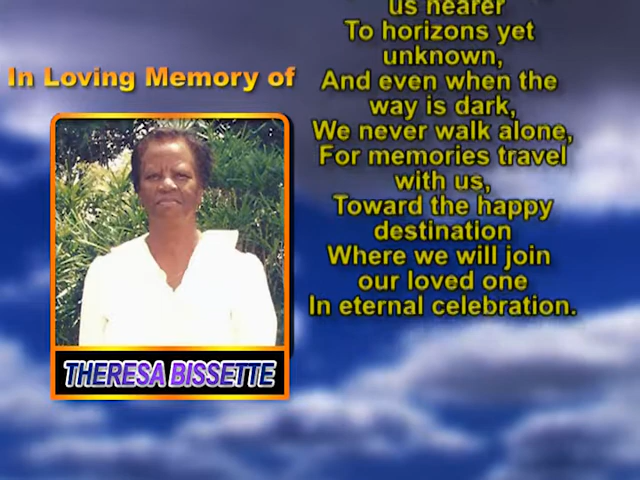 In Loving Memory of
THERESA BISSETTE
us nearer
To horizons yet
unknown,
And even when the
way is dark,
We never walk alone,
For memories travel
with us,
Toward the happy
destination
Where we will join
our loved one
In eternal celebration.